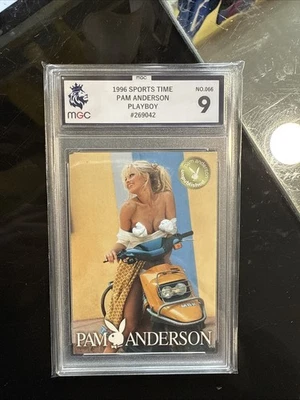 MGC
1996 SPORTS TIME
PAM ANDERSON
PLAYBOY
#269042
NO.066
9
MGC
PAM ANDERSON